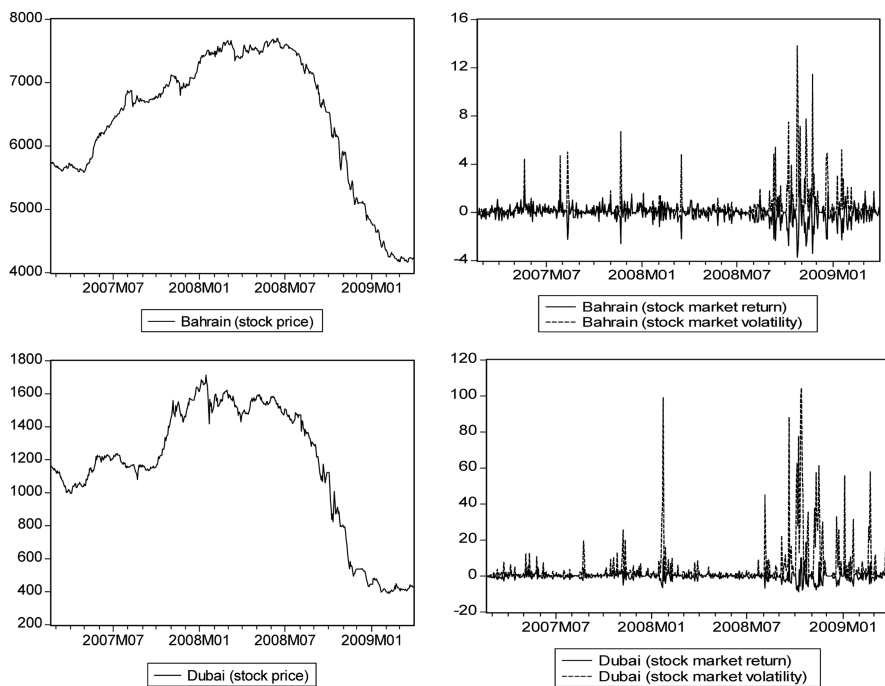 8000
7000
6000
5000
4000
2007M07 2008M01 2008M07 2009M01
Bahrain (stock price)
16
12
8
4
0
-4
2007M07 2008M01 2008M07 2009M01
Bahrain (stock market return)
Bahrain (stock market volatility)
1800
1600
1400
1200
1000
800
600
400
200
2007M07 2008M01 2008M07 2009M01
Dubai (stock price)
120
100
80
60
40
20
0
-20
2007M07 2008M01 2008M07 2009M01
Dubai (stock market return)
Dubai (stock market volatility)